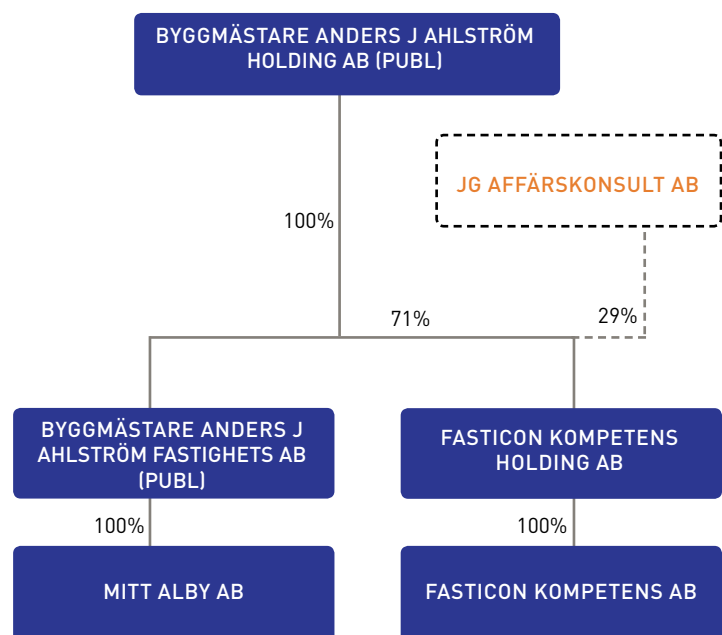 BYGGMÄSTARE ANDERS J AHLSTRÖM
HOLDING AB (PUBL)
JG AFFÄRSKONSULT AB
100%
71%
29%
BYGGMÄSTARE ANDERS J
AHLSTRÖM FASTIGHETS AB
(PUBL)
FASTICON KOMPETENS
HOLDING AB
100%
100%
MITT ALBY AB
FASTICON KOMPETENS AB